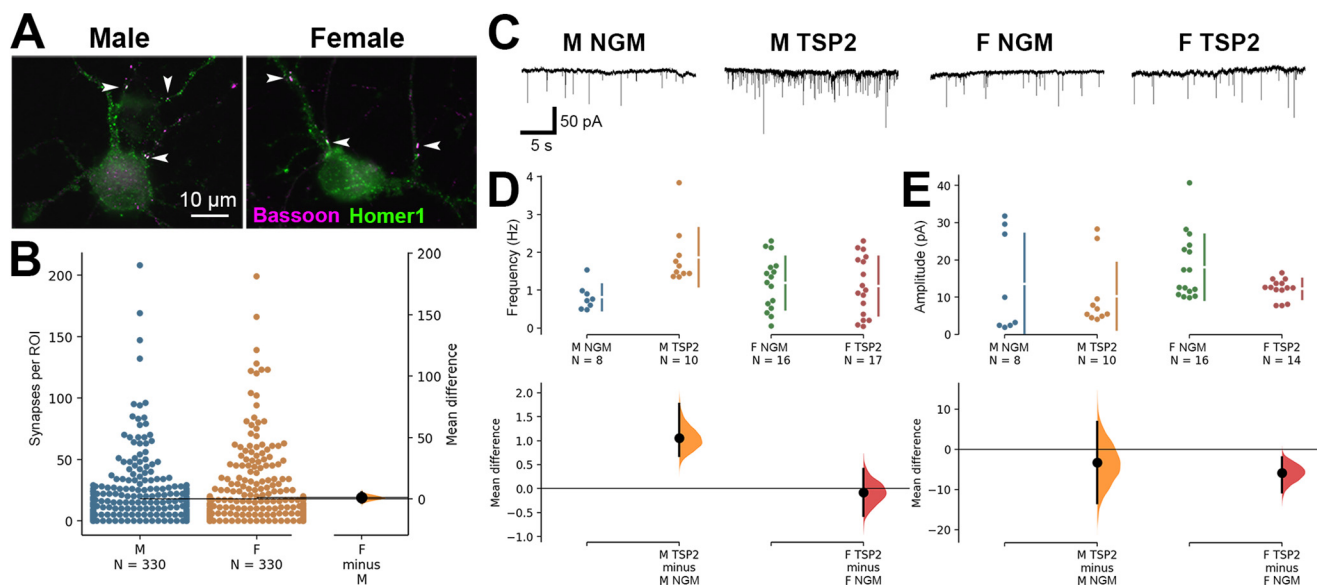 A
Male
Female
10 µm
Bassoon Homer1
B
Synapses per ROI
200
150
100
50
0
200
150
100
50
0
Mean difference
M
N = 330
F
N = 330
F
minus
M
C
M NGM
M TSP2
F NGM
F TSP2
50 pA
5 s
D
Frequency (Hz)
4
3
2
1
0
M NGM
N = 8
M TSP2
N = 10
F NGM
N = 16
F TSP2
N = 17
Mean difference
2.0
1.5
1.0
0.5
0.0
−0.5
−1.0
M TSP2
minus
M NGM
F TSP2
minus
F NGM
E
Amplitude (pA)
40
30
20
10
0
M NGM
N = 8
M TSP2
N = 10
F NGM
N = 16
F TSP2
N = 14
Mean difference
10
0
−10
−20
M TSP2
minus
M NGM
F TSP2
minus
F NGM